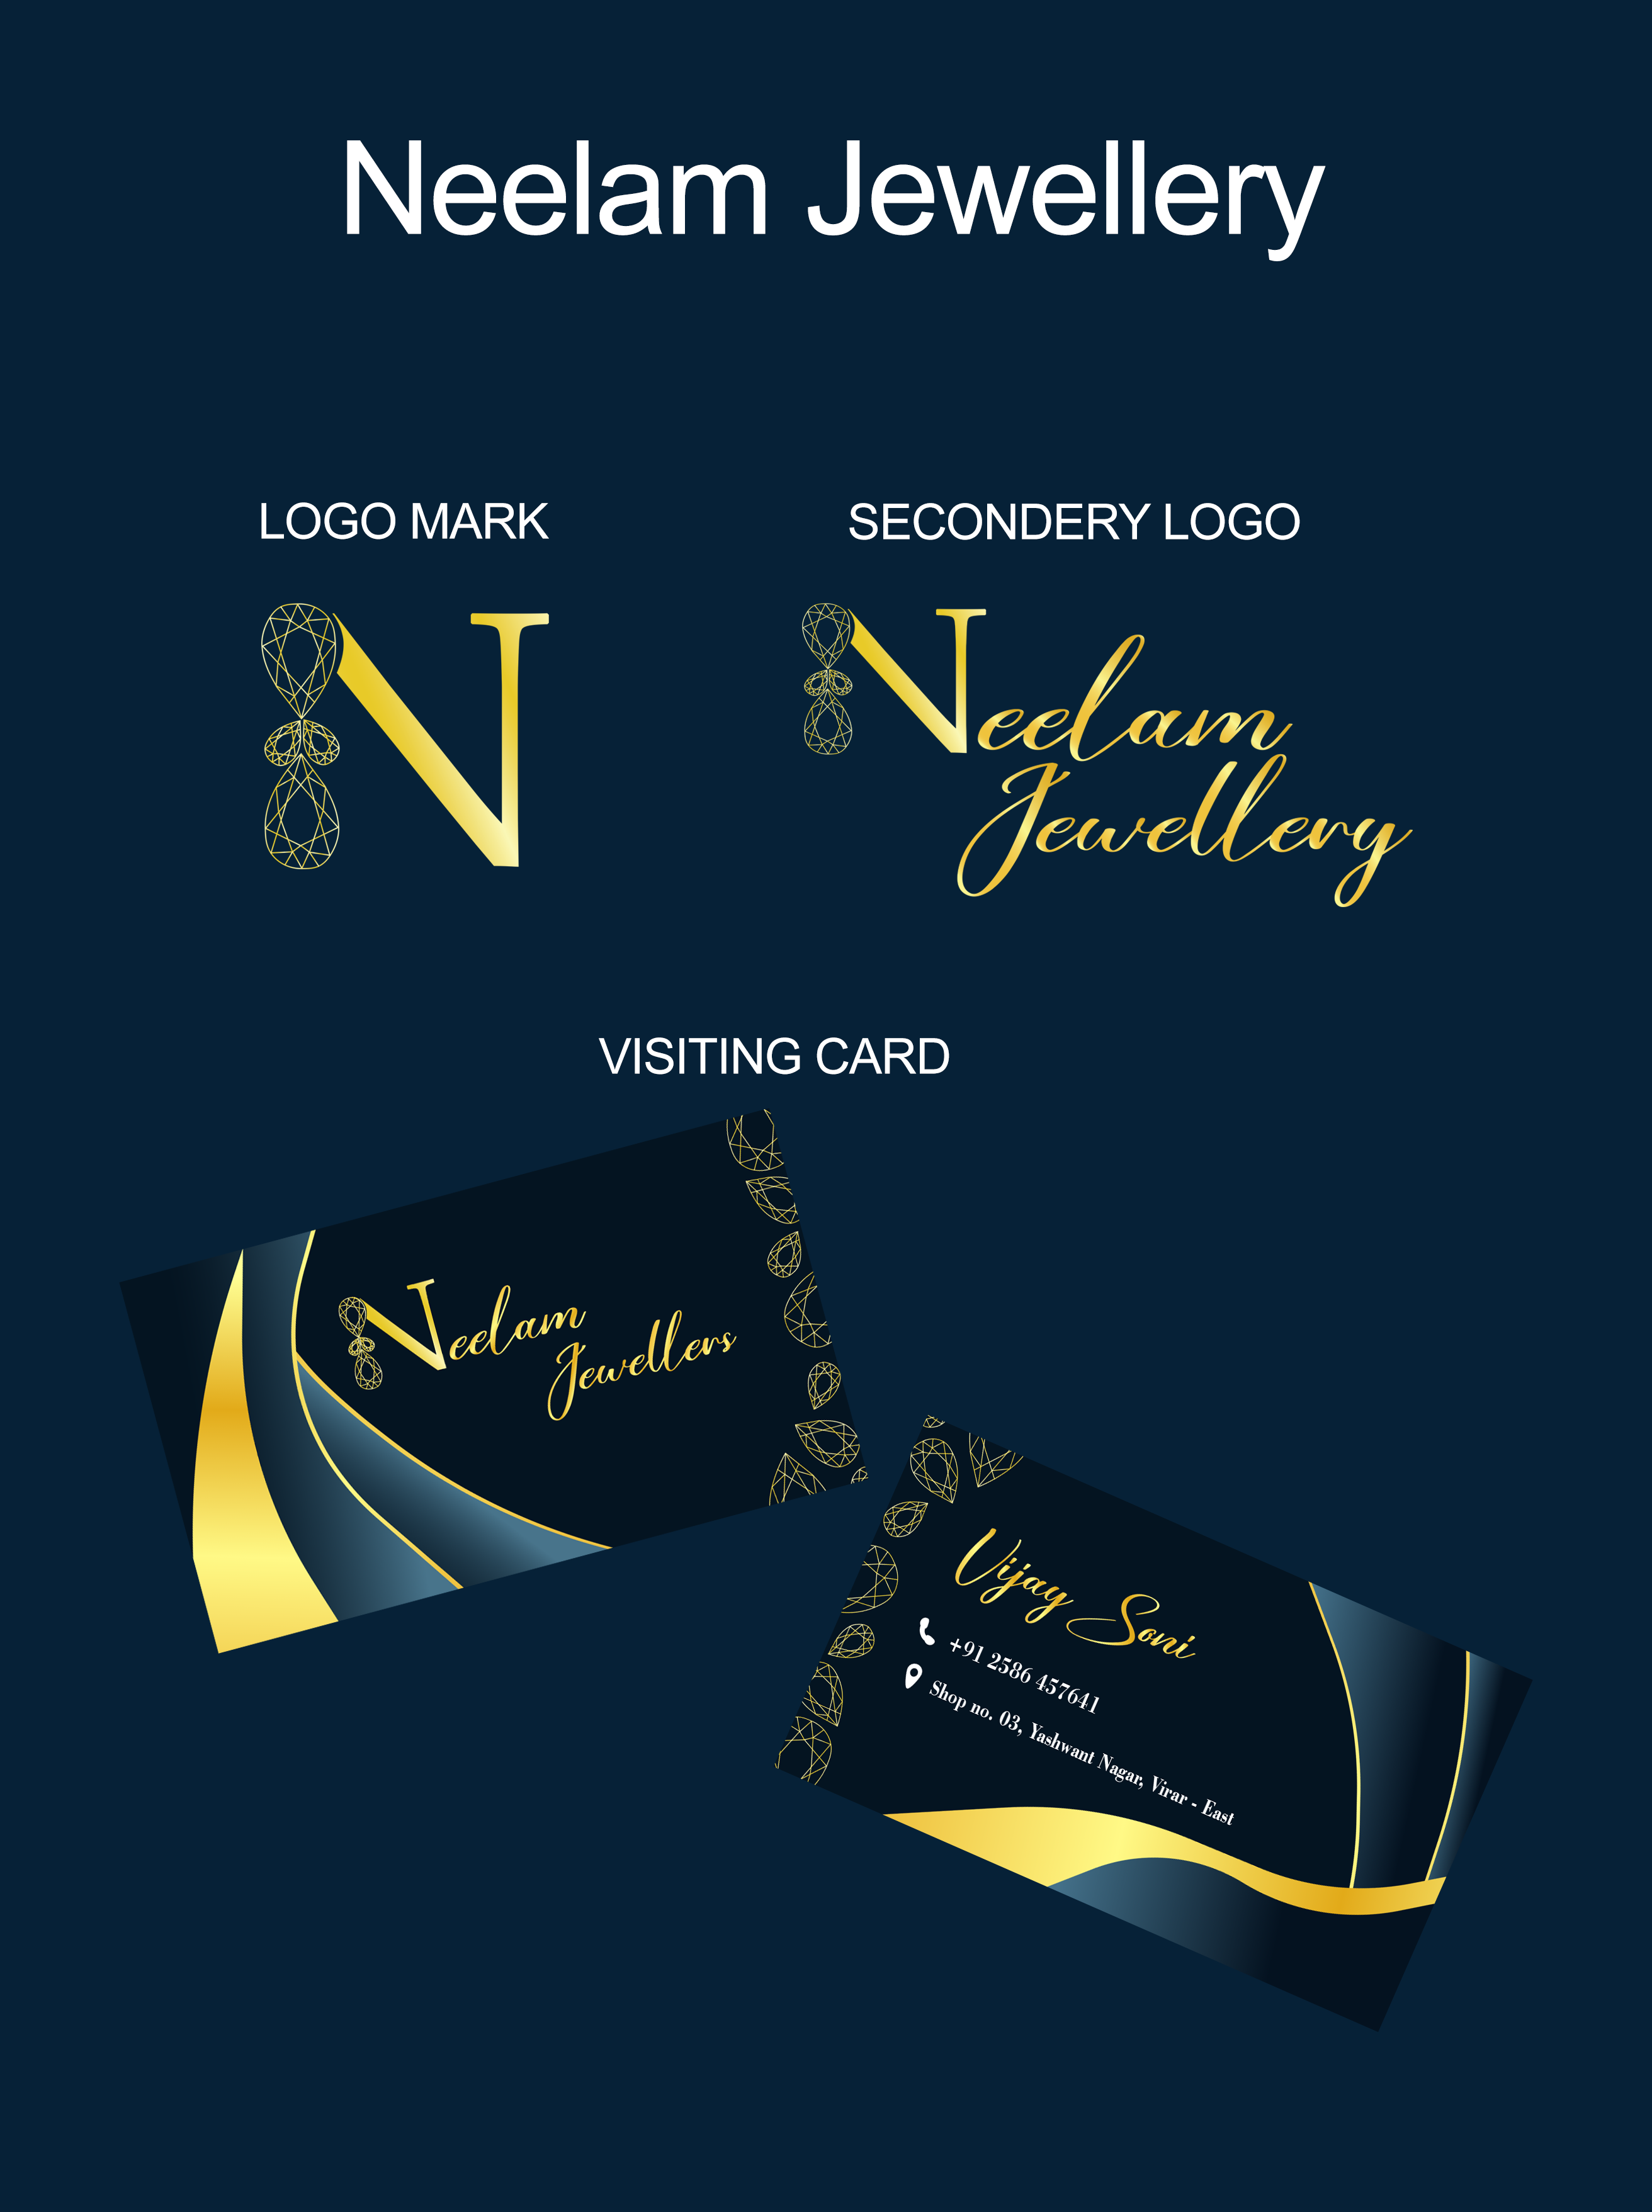 Neelam Jewellery
LOGO MARK
SECONDERY LOGO
N
Neelam
Jewellery
VISITING CARD
Neelam
Jewellers
Vijay Soni
+91 2586 457641
Shop no. 03, Yashwant Nagar, Virar - East